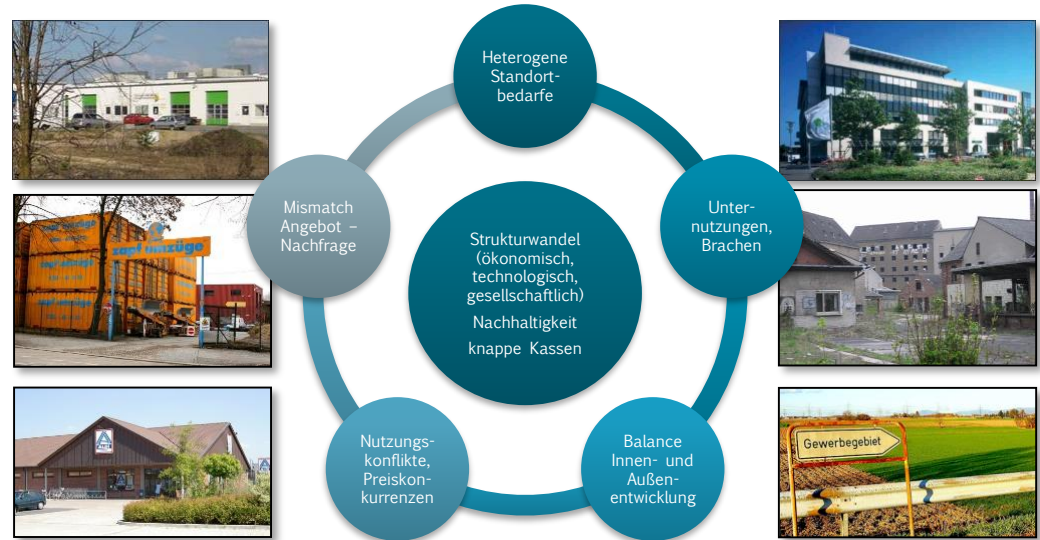 Heterogene
Standort-
bedarfe
Unter-
nutzungen,
Brachen
Balance
Innen- und
Außen-
entwicklung
Nutzungs-
konflikte,
Preiskon-
kurrenzen
Mismatch
Angebot –
Nachfrage
Strukturwandel
(ökonomisch,
technologisch,
gesellschaftlich)
Nachhaltigkeit
knappe Kassen
zapf umzüge
Gewerbegebiet